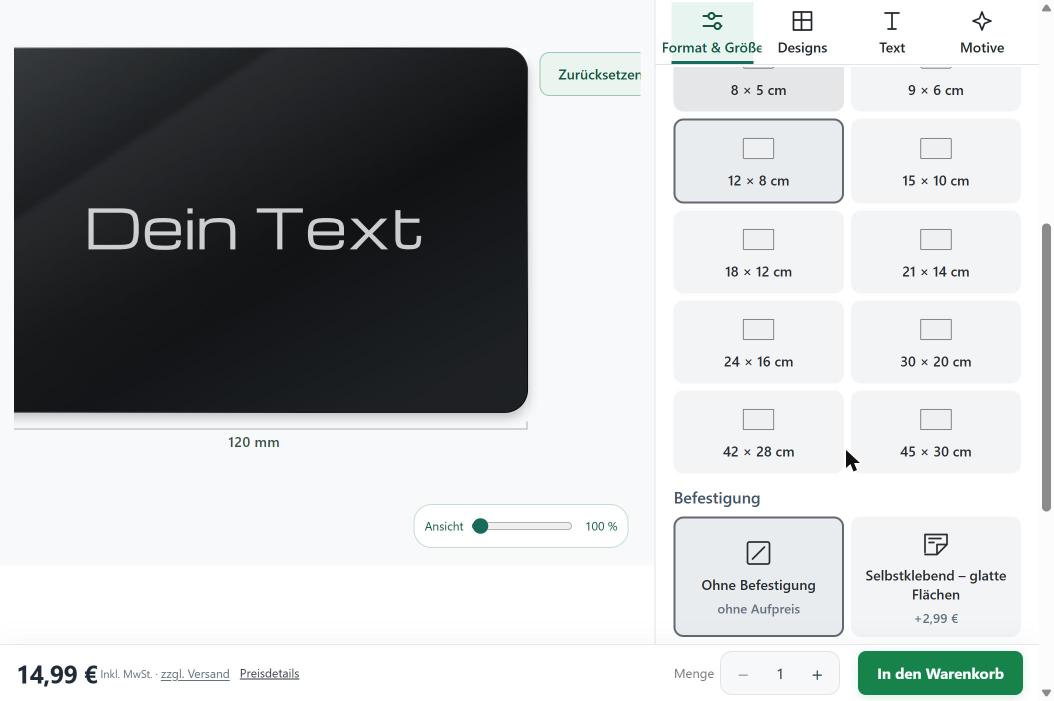 Format & Größe
Designs
Text
Motive
Zurücksetzen
Dein Text
120 mm
Ansicht
100 %
8 × 5 cm
9 × 6 cm
12 × 8 cm
15 × 10 cm
18 × 12 cm
21 × 14 cm
24 × 16 cm
30 × 20 cm
42 × 28 cm
45 × 30 cm
Befestigung
Ohne Befestigung
ohne Aufpreis
Selbstklebend – glatte
Flächen
+2,99 €
14,99 € Inkl. MwSt. · zzgl. Versand Preisdetails
Menge − 1 +
In den Warenkorb